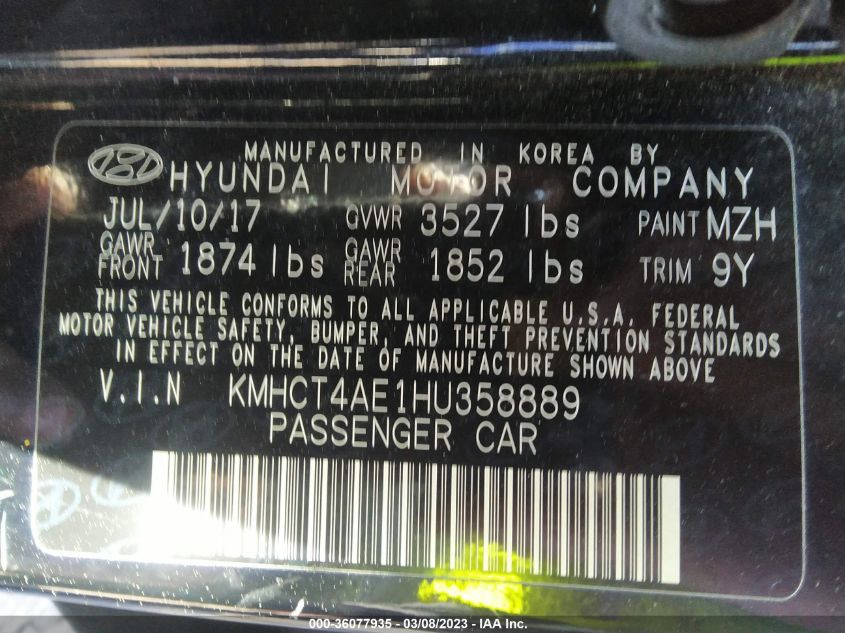 MANUFACTURED IN KOREA BY
HYUNDAI MOTOR COMPANY
JUL/10/17 GVWR 3527 lbs PAINT MZH
GAWR FRONT 1874 lbs GAWR REAR 1852 lbs TRIM 9Y
THIS VEHICLE CONFORMS TO ALL APPLICABLE U.S.A. FEDERAL
MOTOR VEHICLE SAFETY, BUMPER, AND THEFT PREVENTION STANDARDS
IN EFFECT ON THE DATE OF MANUFACTURE SHOWN ABOVE
V.I.N KMHCT4AE1HU358889
PASSENGER CAR
000-36077935 - 03/08/2023 - IAA Inc.